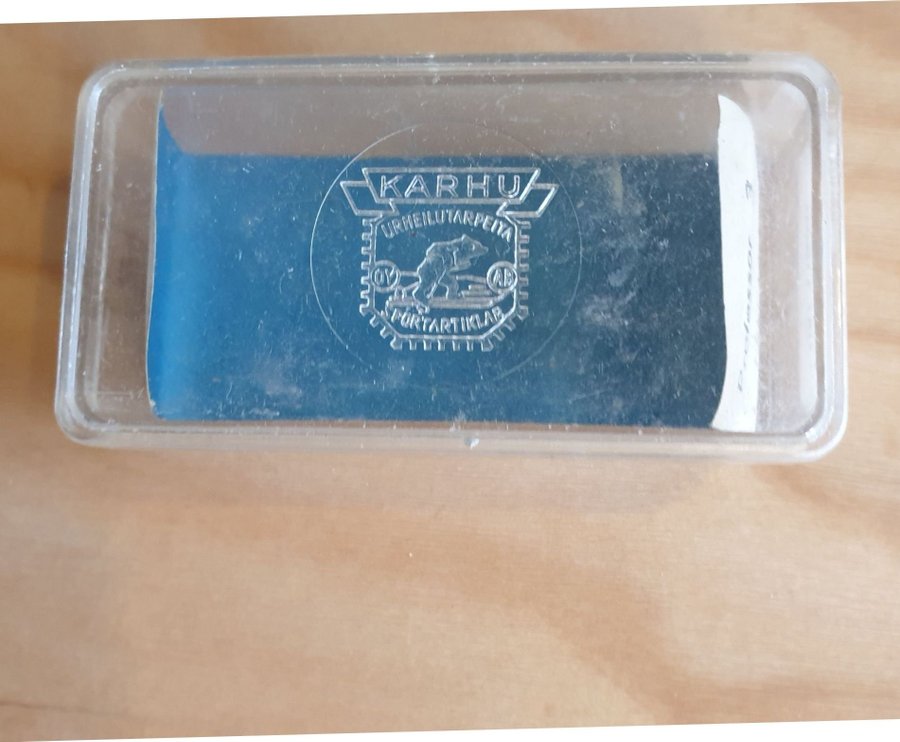 KARHU
URHEILUTARPEITA
OY AB
SPORTARTIKLAR